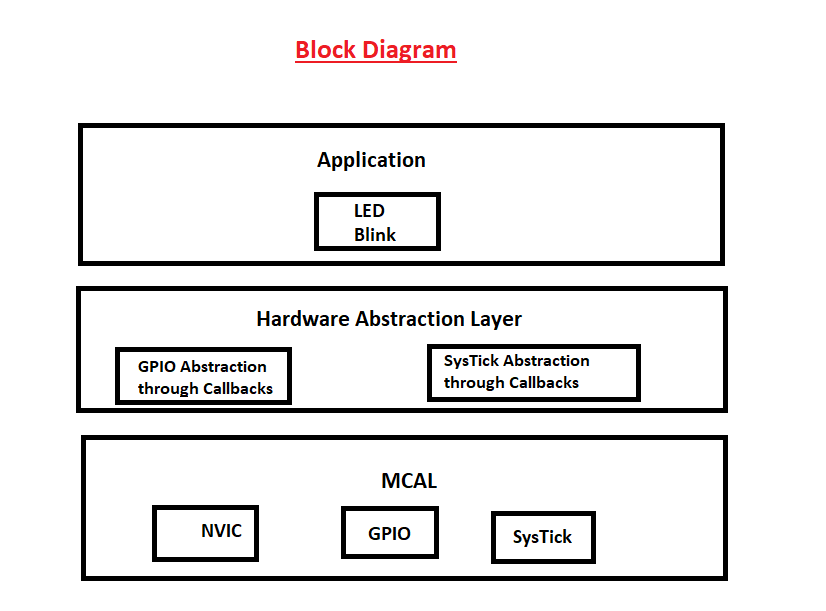 Block Diagram
Application
LED
Blink
Hardware Abstraction Layer
GPIO Abstraction
through Callbacks
SysTick Abstraction
through Callbacks
MCAL
NVIC
GPIO
SysTick